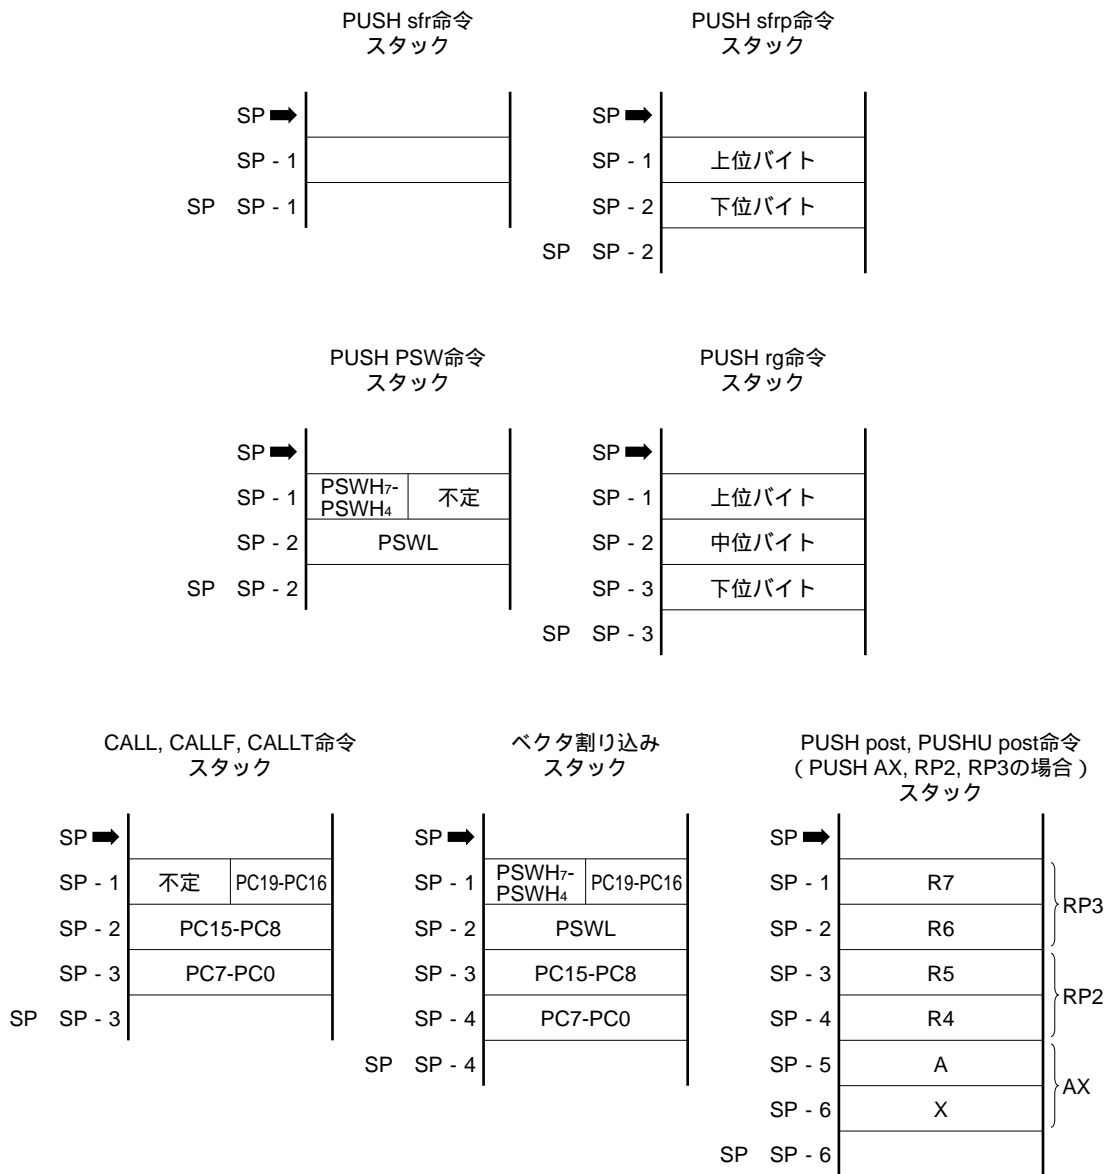 PUSH sfr命令
スタック
SP
SP - 1
SP SP - 1
PUSH sfrp命令
スタック
SP
SP - 1 上位バイト
SP - 2 下位バイト
SP SP - 2
PUSH PSW命令
スタック
SP
SP - 1 PSWH7- 不定
PSWH4
SP - 2 PSWL
SP SP - 2
PUSH rg命令
スタック
SP
SP - 1 上位バイト
SP - 2 中位バイト
SP - 3 下位バイト
SP SP - 3
CALL, CALLF, CALLT命令
スタック
SP
SP - 1 不定 PC19-PC16
SP - 2 PC15-PC8
SP - 3 PC7-PC0
SP SP - 3
ベクタ割り込み
スタック
SP
SP - 1 PSWH7- PC19-PC16
PSWH4
SP - 2 PSWL
SP - 3 PC15-PC8
SP - 4 PC7-PC0
SP SP - 4
PUSH post, PUSHU post命令
(PUSH AX, RP2, RP3の場合)
スタック
SP
SP - 1 R7
RP3
SP - 2 R6
SP - 3 R5
RP2
SP - 4 R4
SP - 5 A
AX
SP - 6 X
SP SP - 6